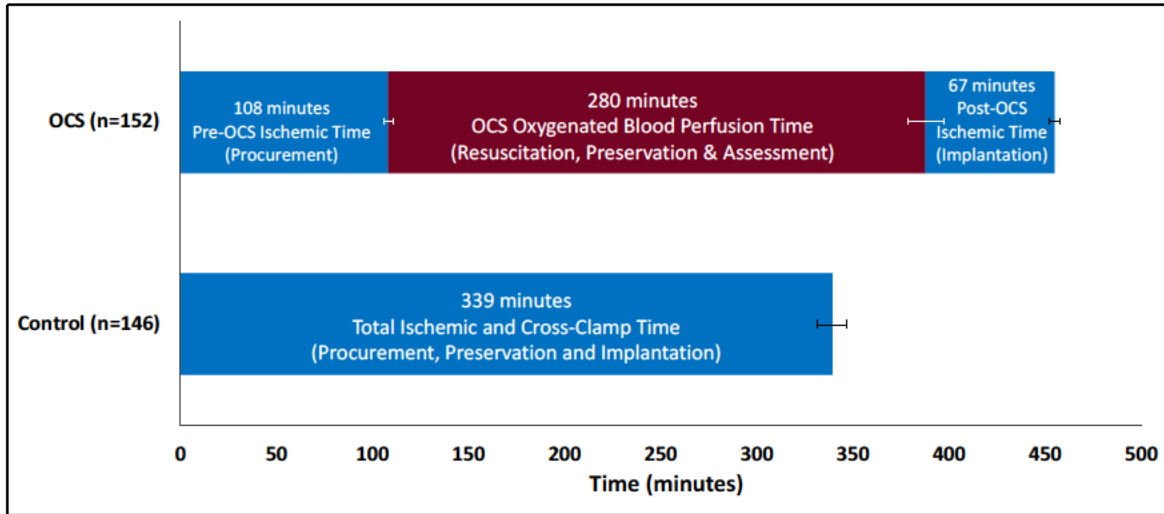 OCS (n=152)
108 minutes
Pre-OCS Ischemic Time
(Procurement)
280 minutes
OCS Oxygenated Blood Perfusion Time
(Resuscitation, Preservation & Assessment)
67 minutes
Post-OCS
Ischemic Time
(Implantation)
Control (n=146)
339 minutes
Total Ischemic and Cross-Clamp Time
(Procurement, Preservation and Implantation)
0 50 100 150 200 250 300 350 400 450 500
Time (minutes)